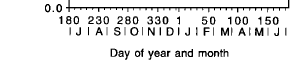 0.0
180 230 280 330 1 50 100 150
| J | A | S | O | N | D | J | F | M | A | M | J |
Day of year and month